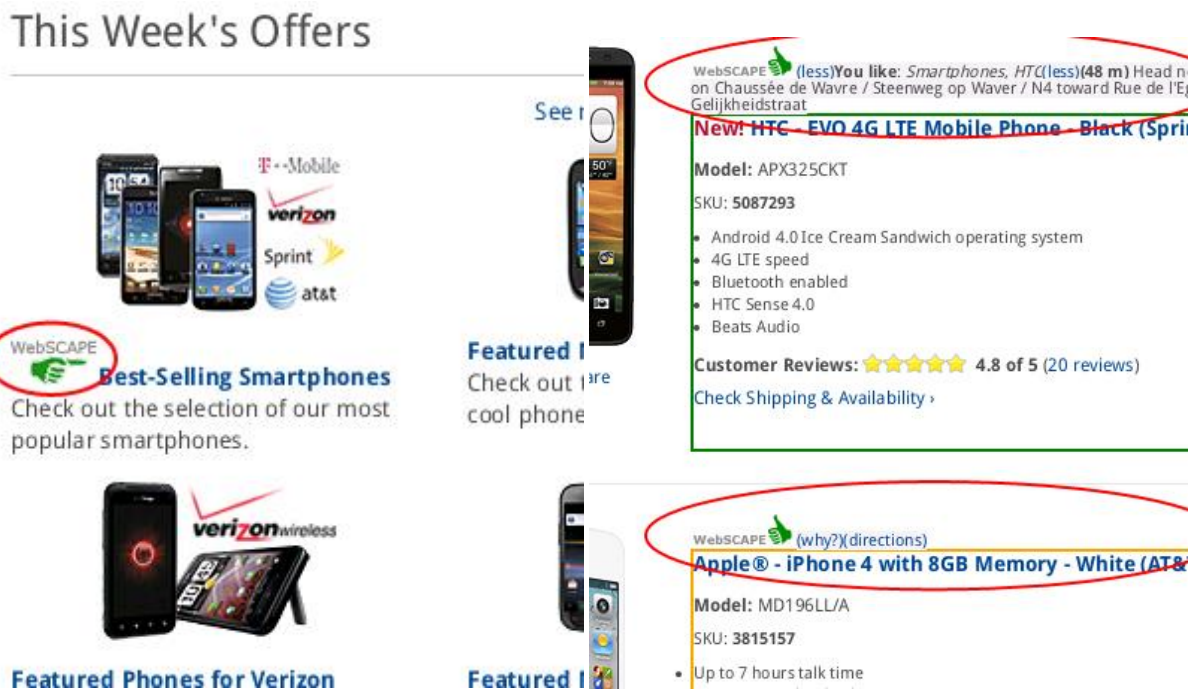 This Week's Offers
See
T··Mobile
verizon
Sprint
at&t
WebSCAPE
Best-Selling Smartphones
Check out the selection of our most
popular smartphones.
Featured
Check out
cool phone
verizonwireless
Featured Phones for Verizon
Featured
WebSCAPE (less)You like: Smartphones, HTC(less)(48 m) Head
on Chaussée de Wavre / Steenweg op Waver / N4 toward Rue de
Gelijkheidstraat
New! HTC - EVO 4G LTE Mobile Phone - Black
Model: APX325CKT
SKU: 5087293
• Android 4.0 Ice Cream Sandwich operating system
• 4G LTE speed
• Bluetooth enabled
• HTC Sense 4.0
• Beats Audio
Customer Reviews: 4.8 of 5 (20 reviews)
Check Shipping & Availability ›
WebSCAPE (why?)(directions)
Apple® - iPhone 4 with 8GB Memory - White (AT&
Model: MD196LL/A
SKU: 3815157
• Up to 7 hours talk time